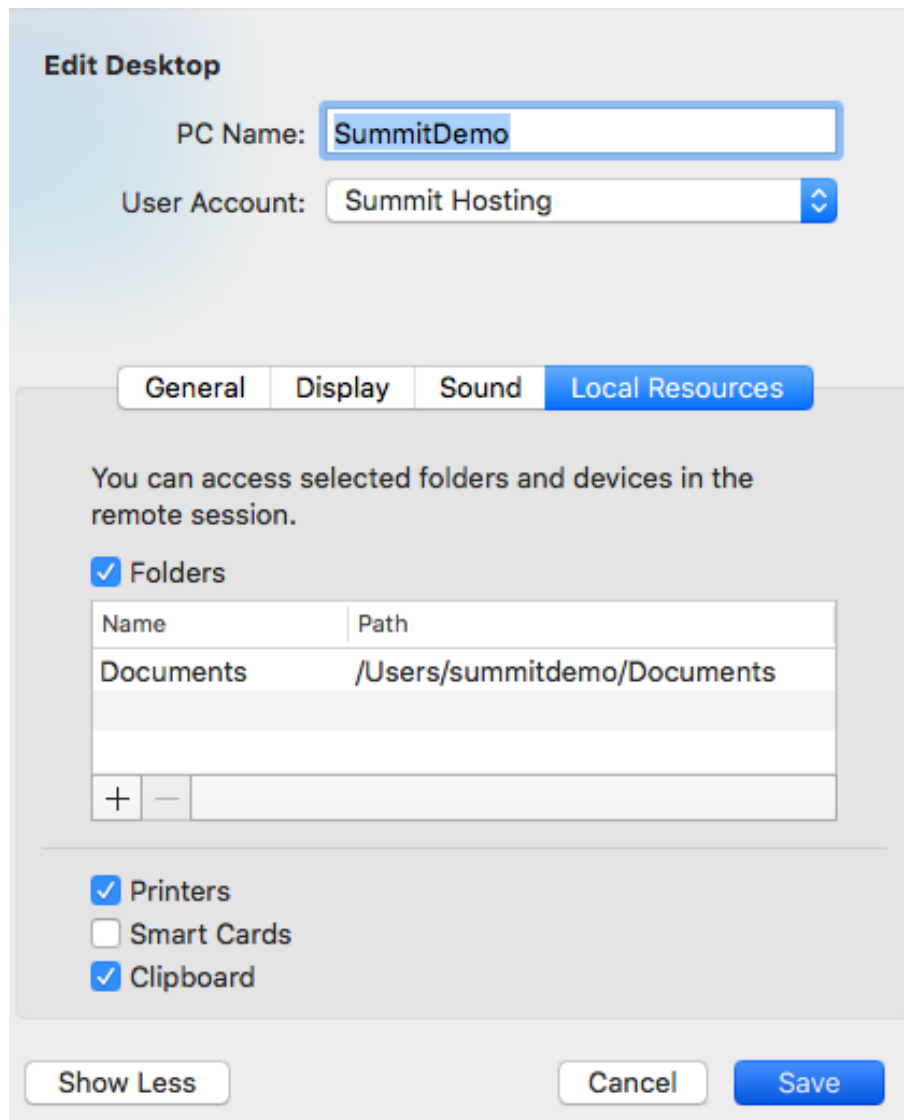 Edit Desktop
PC Name: SummitDemo
User Account: Summit Hosting
General Display Sound Local Resources
You can access selected folders and devices in the
remote session.
Folders
Name Path
Documents /Users/summitdemo/Documents
Printers
Smart Cards
Clipboard
Show Less Cancel Save